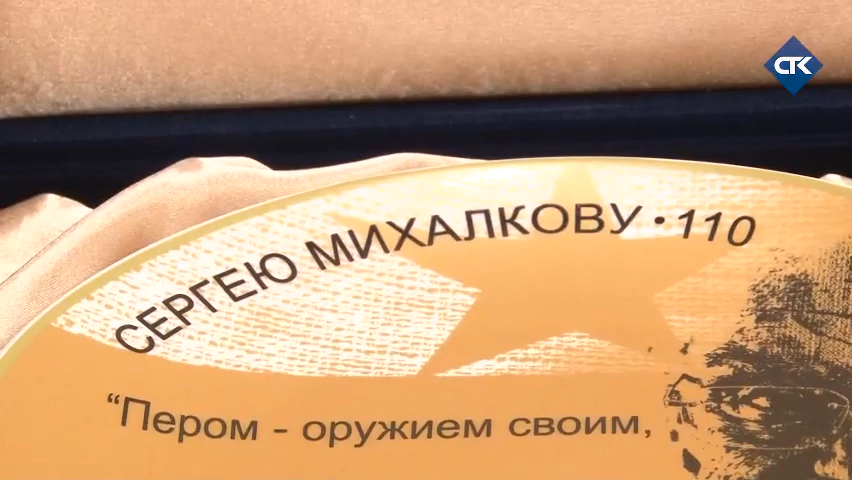 СТК
СЕРГЕЮ МИХАЛКОВУ • 110
“Пером - оружием своим,